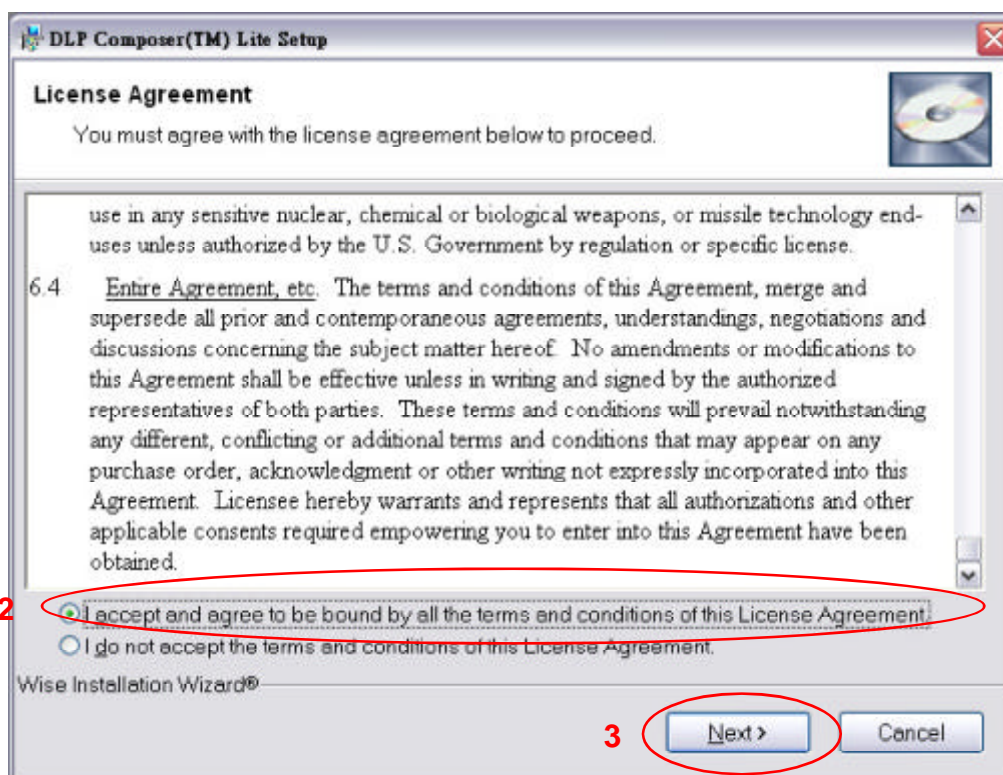 DLP Composer(TM) Lite Setup
License Agreement
You must agree with the license agreement below to proceed.
use in any sensitive nuclear, chemical or biological weapons, or missile technology end-
uses unless authorized by the U.S. Government by regulation or specific license.
6.4 Entire Agreement, etc. The terms and conditions of this Agreement, merge and
supersede all prior and contemporaneous agreements, understandings, negotiations and
discussions concerning the subject matter hereof. No amendments or modifications to
this Agreement shall be effective unless in writing and signed by the authorized
representatives of both parties. These terms and conditions will prevail notwithstanding
any different, conflicting or additional terms and conditions that may appear on any
purchase order, acknowledgment or other writing not expressly incorporated into this
Agreement. Licensee hereby warrants and represents that all authorizations and other
applicable consents required empowering you to enter into this Agreement have been
obtained.
2 I accept and agree to be bound by all the terms and conditions of this License Agreement.
I do not accept the terms and conditions of this License Agreement.
Wise Installation Wizard®
3 Next > Cancel